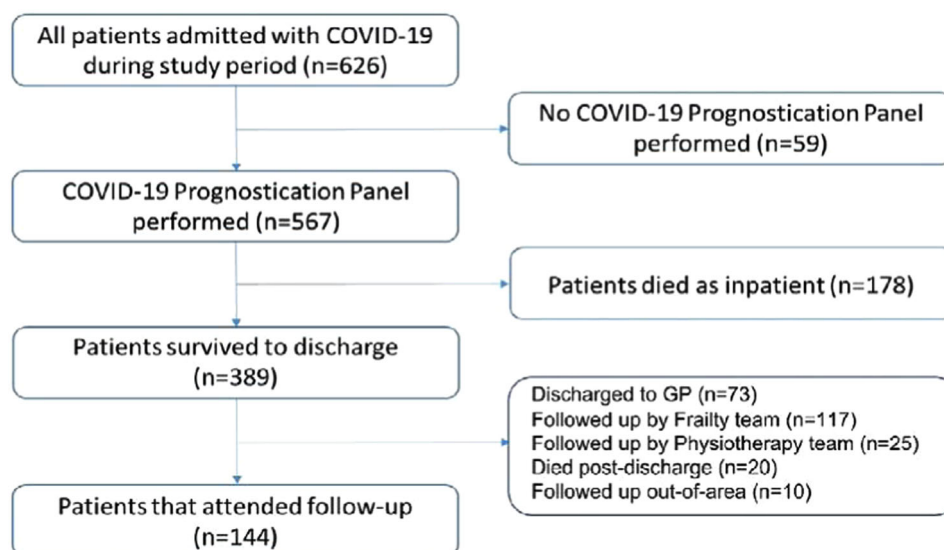 All patients admitted with COVID-19
during study period (n=626)
No COVID-19 Prognostication Panel
performed (n=59)
COVID-19 Prognostication Panel
performed (n=567)
Patients died as inpatient (n=178)
Patients survived to discharge
(n=389)
Discharged to GP (n=73)
Followed up by Frailty team (n=117)
Followed up by Physiotherapy team (n=25)
Died post-discharge (n=20)
Followed up out-of-area (n=10)
Patients that attended follow-up
(n=144)